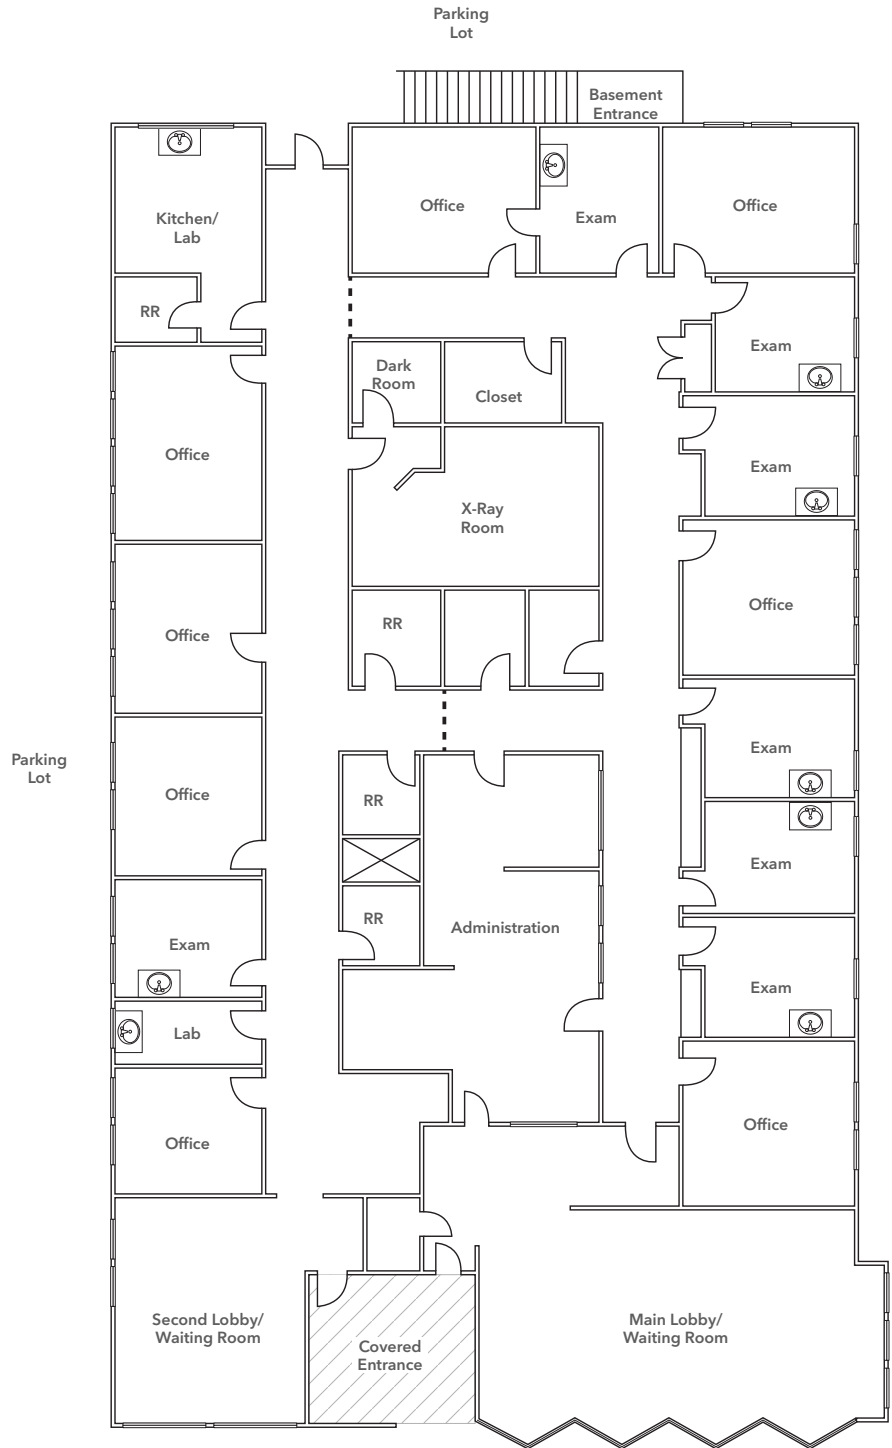 Parking
Lot
Basement
Entrance
Kitchen/
Lab
Office
Exam
Office
RR
Exam
Dark
Room
Closet
Office
Exam
X-Ray
Room
Office
Office
RR
Exam
Parking
Lot
Office
RR
Exam
RR
Administration
Exam
Exam
Lab
Office
Office
Second Lobby/
Waiting Room
Covered
Entrance
Main Lobby/
Waiting Room